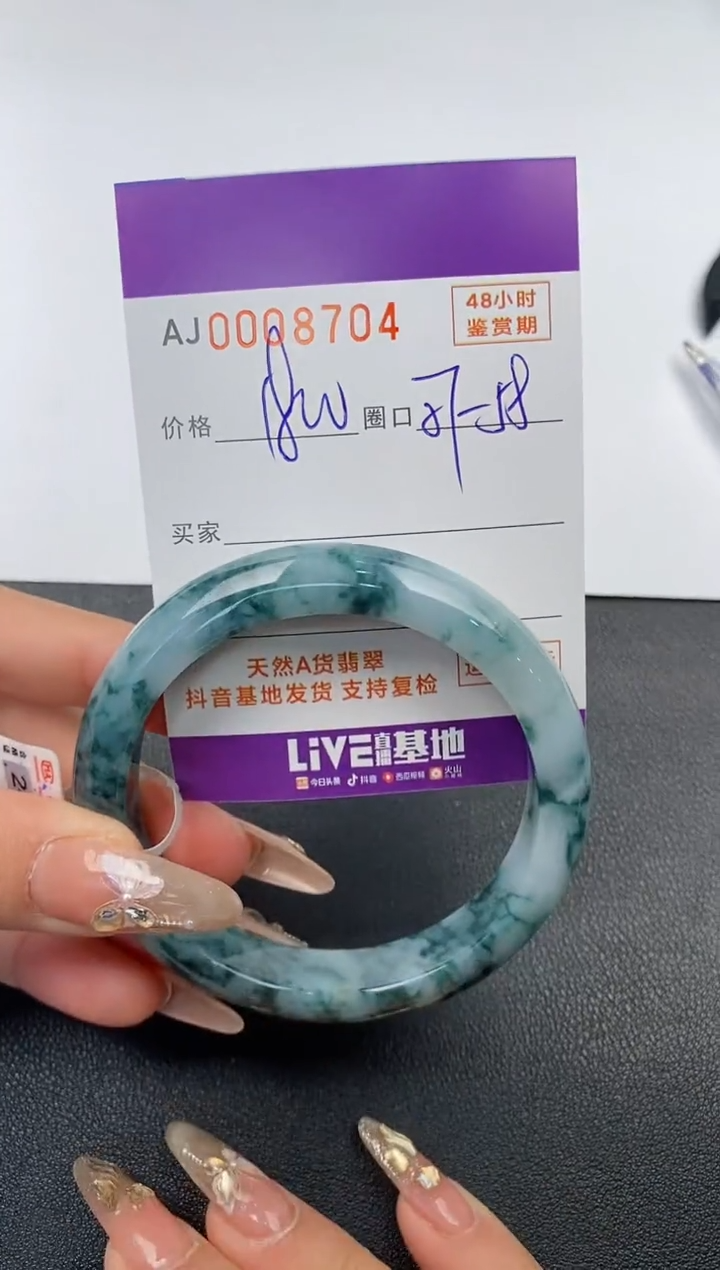 AJ0008704
48小时
鉴赏期
价格
圈口 57-58
买家
天然A货翡翠
抖音基地发货 支持复检
LiVE直播基地
今日头条 抖音 西瓜视频 火山